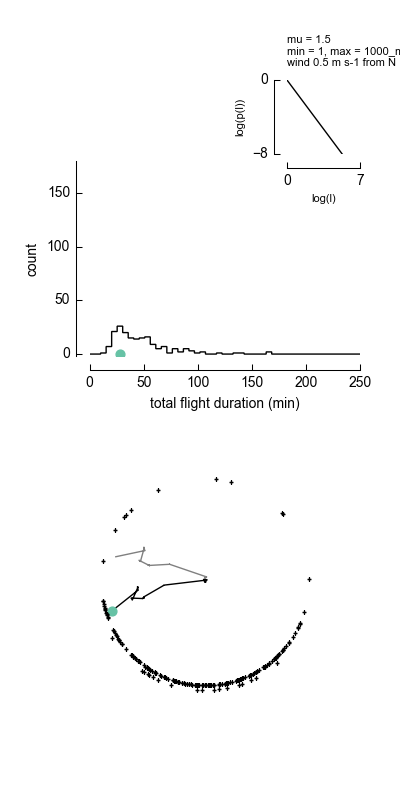 mu = 1.5
min = 1, max = 1000_m
wind 0.5 m s-1 from N
0
log(p(l))
−8
0
7
log(l)
150
100
50
0
count
0
50
100
150
200
250
total flight duration (min)